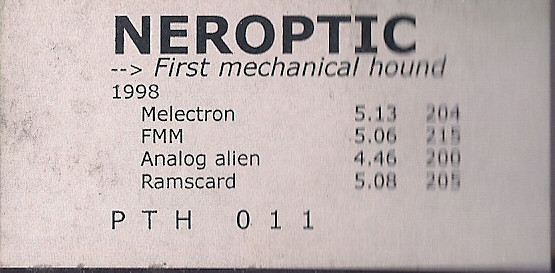 NEROPTIC
--> First mechanical hound
1998
Melectron 5.13 204
FMM 5.06 215
Analog alien 4.46 200
Ramscard 5.08 205
PTH 011